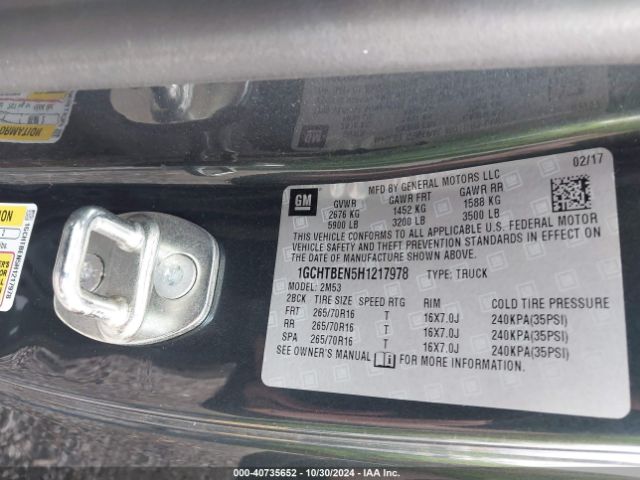 02/17
MFD BY GENERAL MOTORS LLC
GM
GVWR GAWR FRT GAWR RR
2676 KG 1452 KG 1588 KG
5900 LB 3200 LB 3500 LB
THIS VEHICLE CONFORMS TO ALL APPLICABLE U.S. FEDERAL MOTOR
VEHICLE SAFETY AND THEFT PREVENTION STANDARDS IN EFFECT ON
THE DATE OF MANUFACTURE SHOWN ABOVE.
1GCHTBEN5H1217978 TYPE: TRUCK
MODEL: 2M53
2BCK TIRE SIZE SPEED RTG RIM COLD TIRE PRESSURE
FRT 265/70R16 T 16X7.0J 240KPA(35PSI)
RR 265/70R16 T 16X7.0J 240KPA(35PSI)
SPA 265/70R16 T 16X7.0J 240KPA(35PSI)
SEE OWNER'S MANUAL FOR MORE INFORMATION.
1GCHTBEN5H1217978
000-40735652 - 10/30/2024 - IAA Inc.